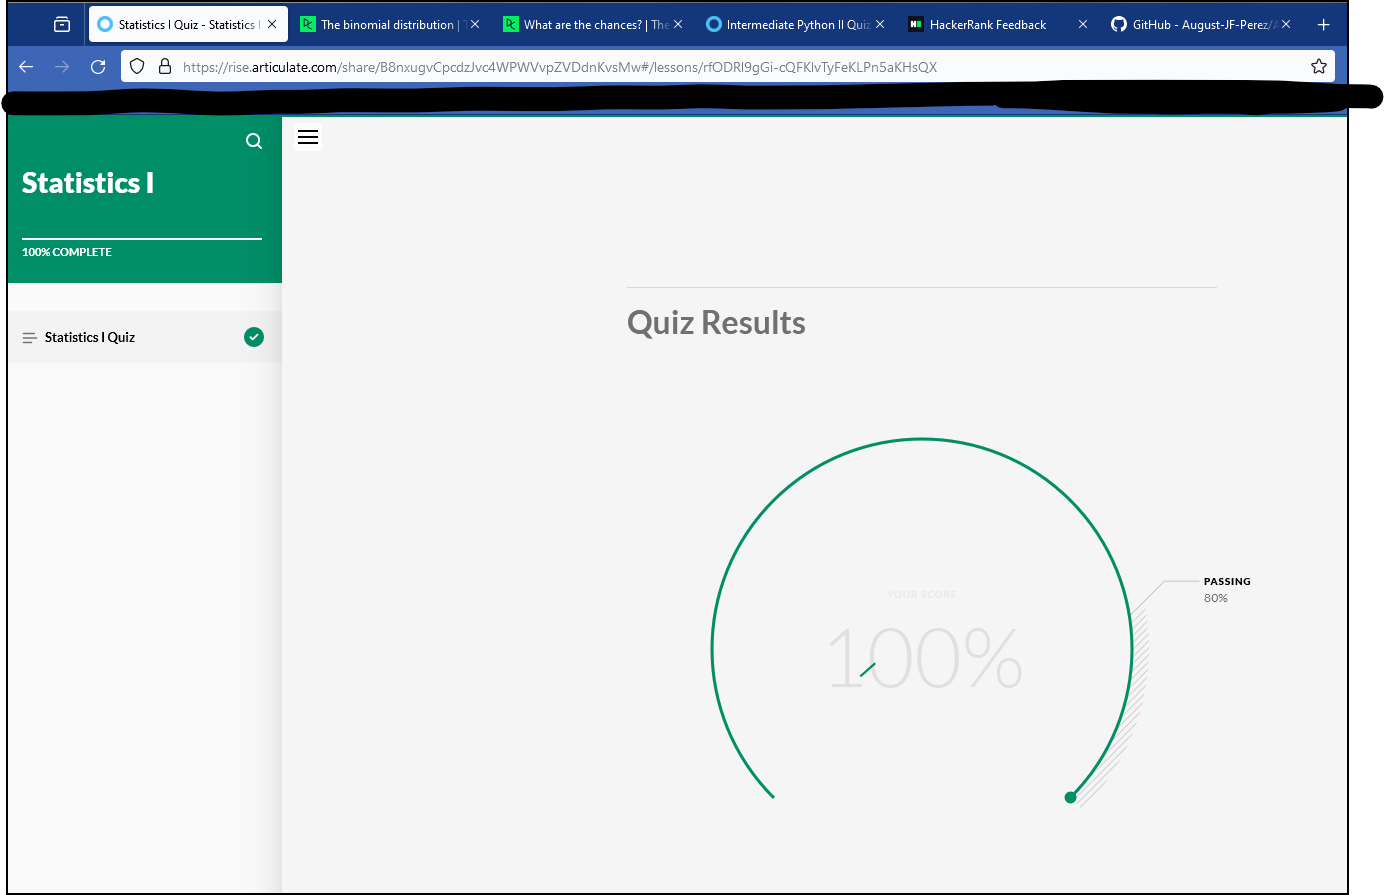 Statistics I Quiz - Statistics I
The binomial distribution | T
What are the chances? | The
Intermediate Python II Quiz
HackerRank Feedback
GitHub - August-JF-Perez/A
https://rise.articulate.com/share/B8nxugvCpcdzJvc4WPWVvpZVDdnKvsMw#/lessons/rfODRl9gGi-cQFKlvTyFeKLPn5aKHsQX
Statistics I
100% COMPLETE
Statistics I Quiz
Quiz Results
PASSING
80%
YOUR SCORE
100%